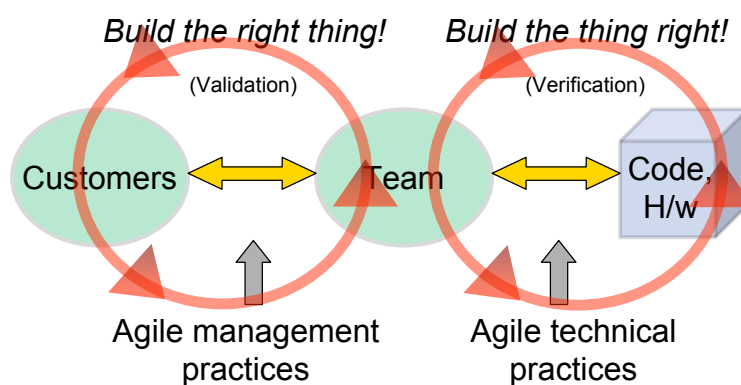 Build the right thing!
Build the thing right!
(Validation)
(Verification)
Customers
Team
Code,
H/w
Agile management
practices
Agile technical
practices